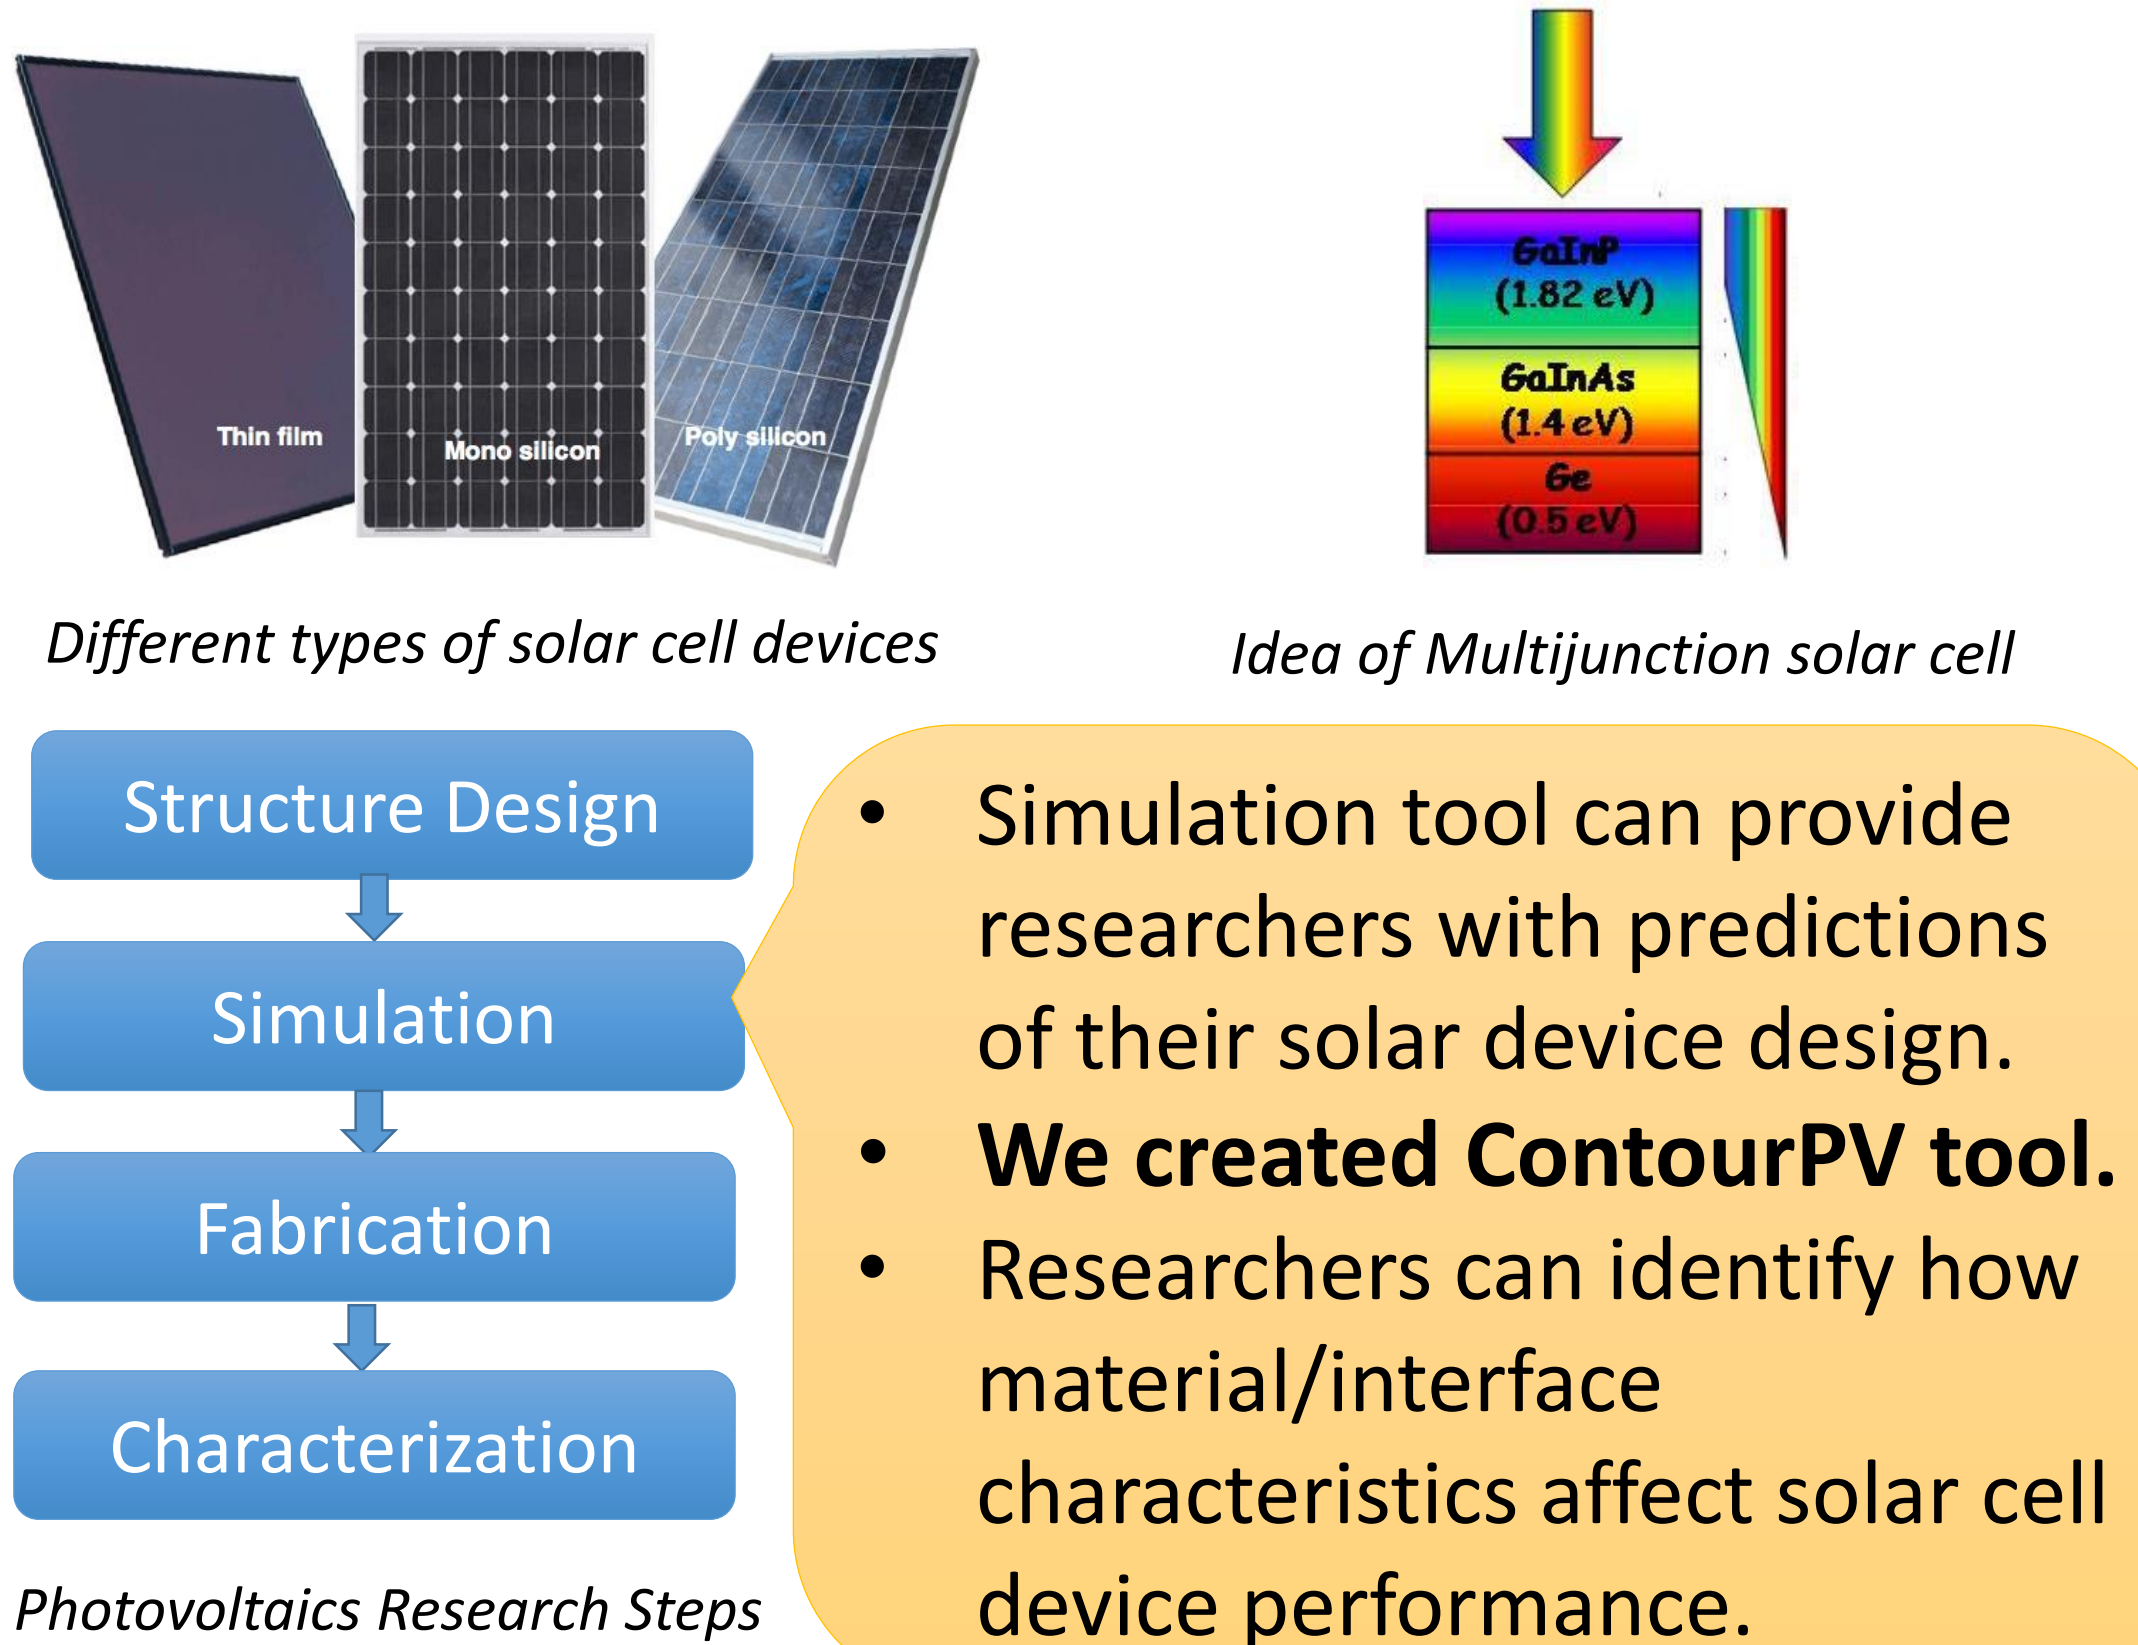 Thin film
Mono silicon
Poly silicon
GaInP
(1.82 eV)
GaInAs
(1.4 eV)
Ge
(0.5 eV)
Different types of solar cell devices
Idea of Multijunction solar cell
Structure Design
Simulation
Fabrication
Characterization
Photovoltaics Research Steps
• Simulation tool can provide
researchers with predictions
of their solar device design.
• We created ContourPV tool.
• Researchers can identify how
material/interface
characteristics affect solar cell
device performance.